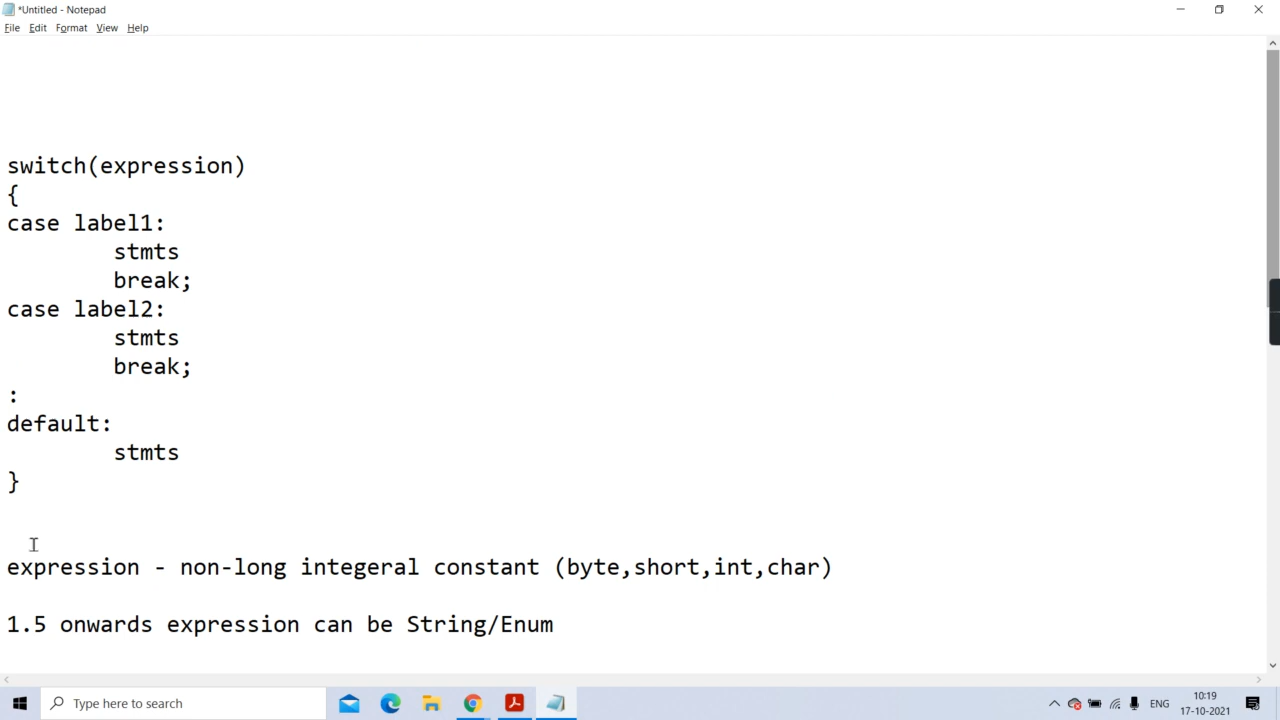 *Untitled - Notepad
File Edit Format View Help
switch(expression)
{
case label1:
stmts
break;
case label2:
stmts
break;
:
default:
stmts
}
expression - non-long integeral constant (byte,short,int,char)
1.5 onwards expression can be String/Enum
Type here to search
ENG
10:19
17-10-2021